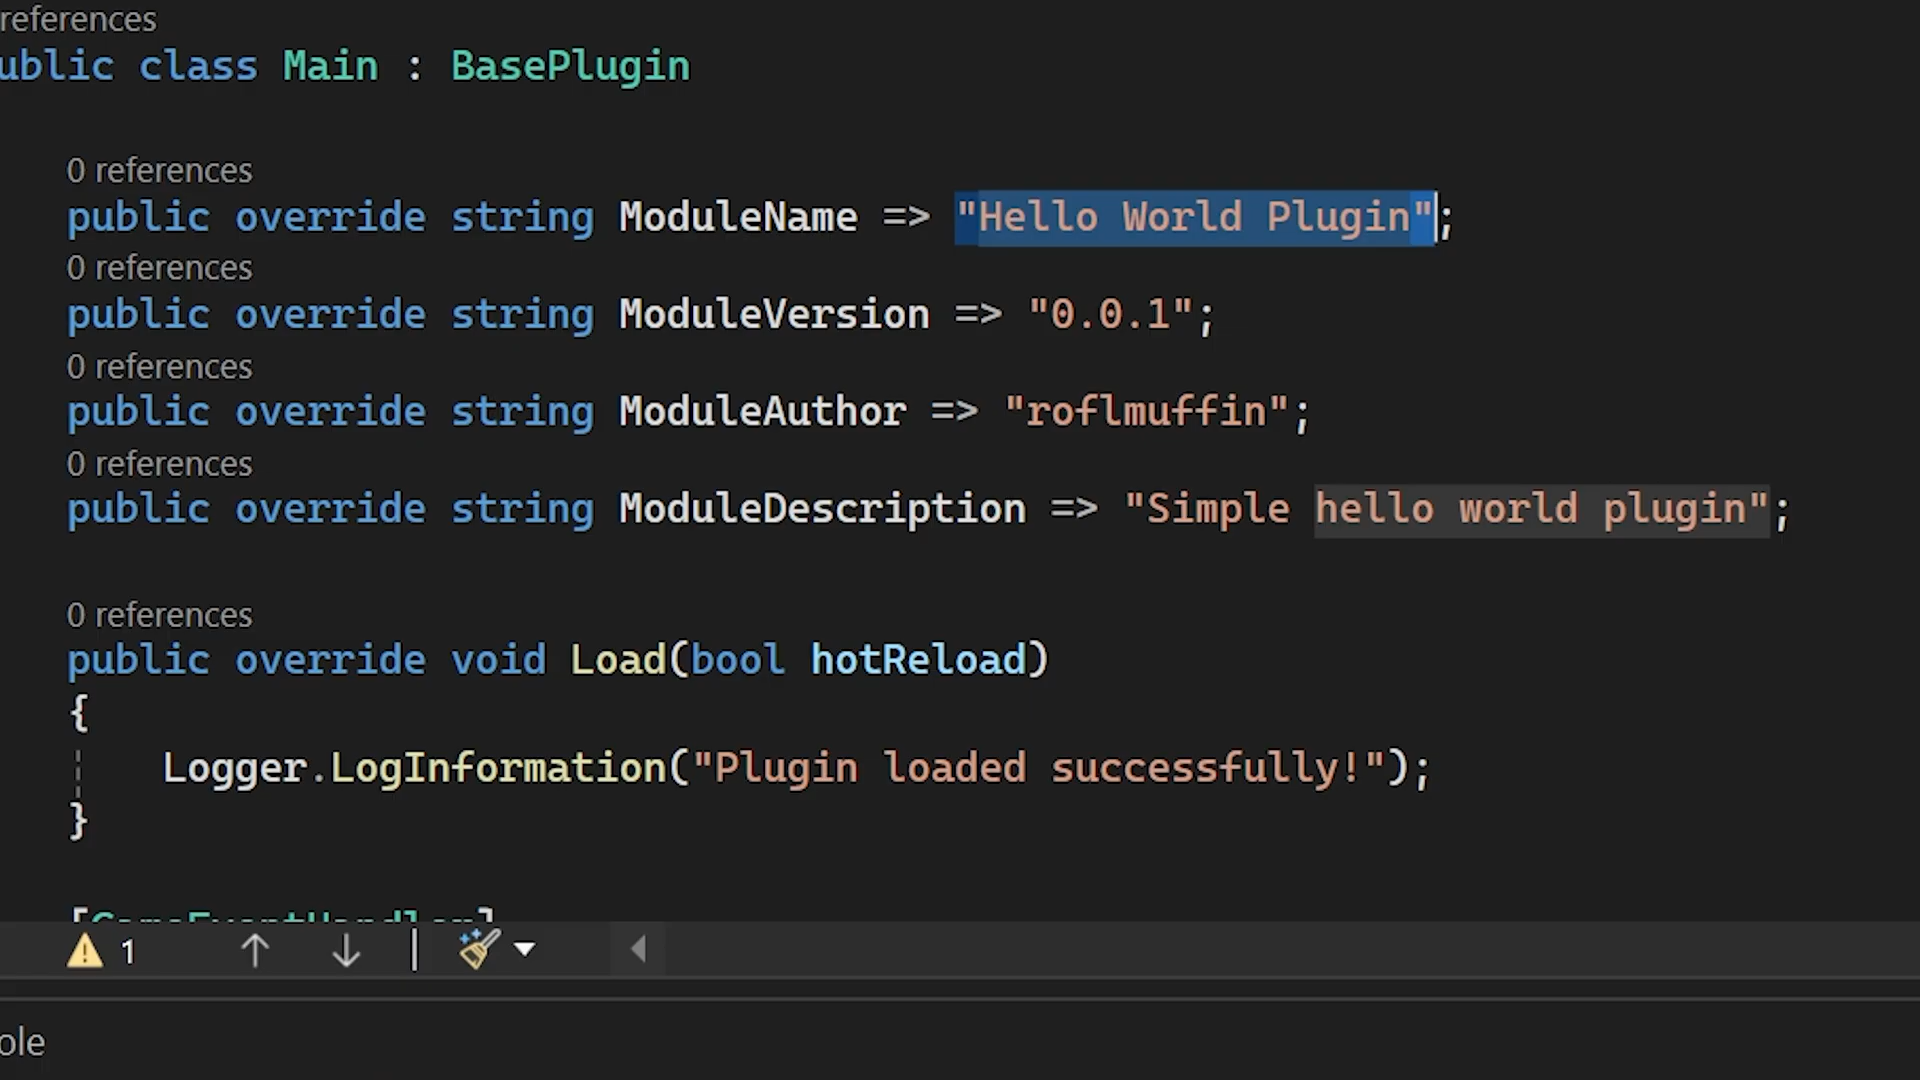 references
ublic class Main : BasePlugin
0 references
public override string ModuleName => "Hello World Plugin";
0 references
public override string ModuleVersion => "0.0.1";
0 references
public override string ModuleAuthor => "roflmuffin";
0 references
public override string ModuleDescription => "Simple hello world plugin";
0 references
public override void Load(bool hotReload)
{
Logger.LogInformation("Plugin loaded successfully!");
}
[GameEventHandler]
1
ole